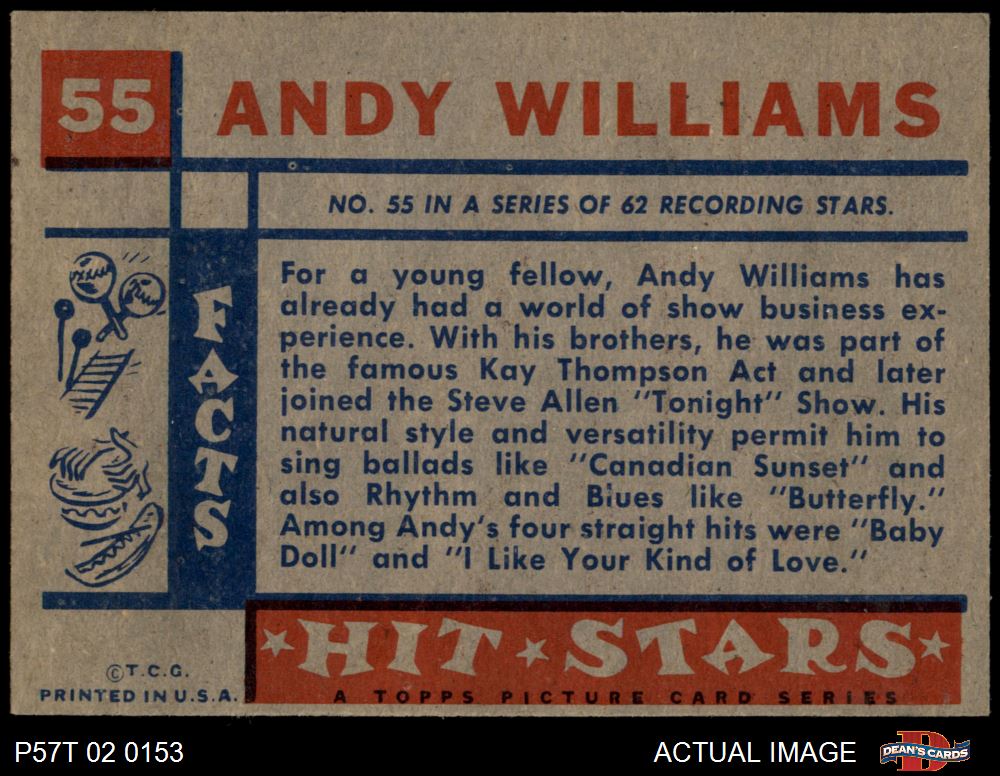 55
ANDY WILLIAMS
NO. 55 IN A SERIES OF 62 RECORDING STARS.
FACTS
For a young fellow, Andy Williams has
already had a world of show business ex-
perience. With his brothers, he was part of
the famous Kay Thompson Act and later
joined the Steve Allen "Tonight" Show. His
natural style and versatility permit him to
sing ballads like "Canadian Sunset" and
also Rhythm and Blues like "Butterfly."
Among Andy's four straight hits were "Baby
Doll" and "I Like Your Kind of Love."
HIT STARS
A TOPPS PICTURE CARD SERIES
©T.C.G.
PRINTED IN U.S.A.
P57T 02 0153
ACTUAL IMAGE
D
DEAN'S CARDS